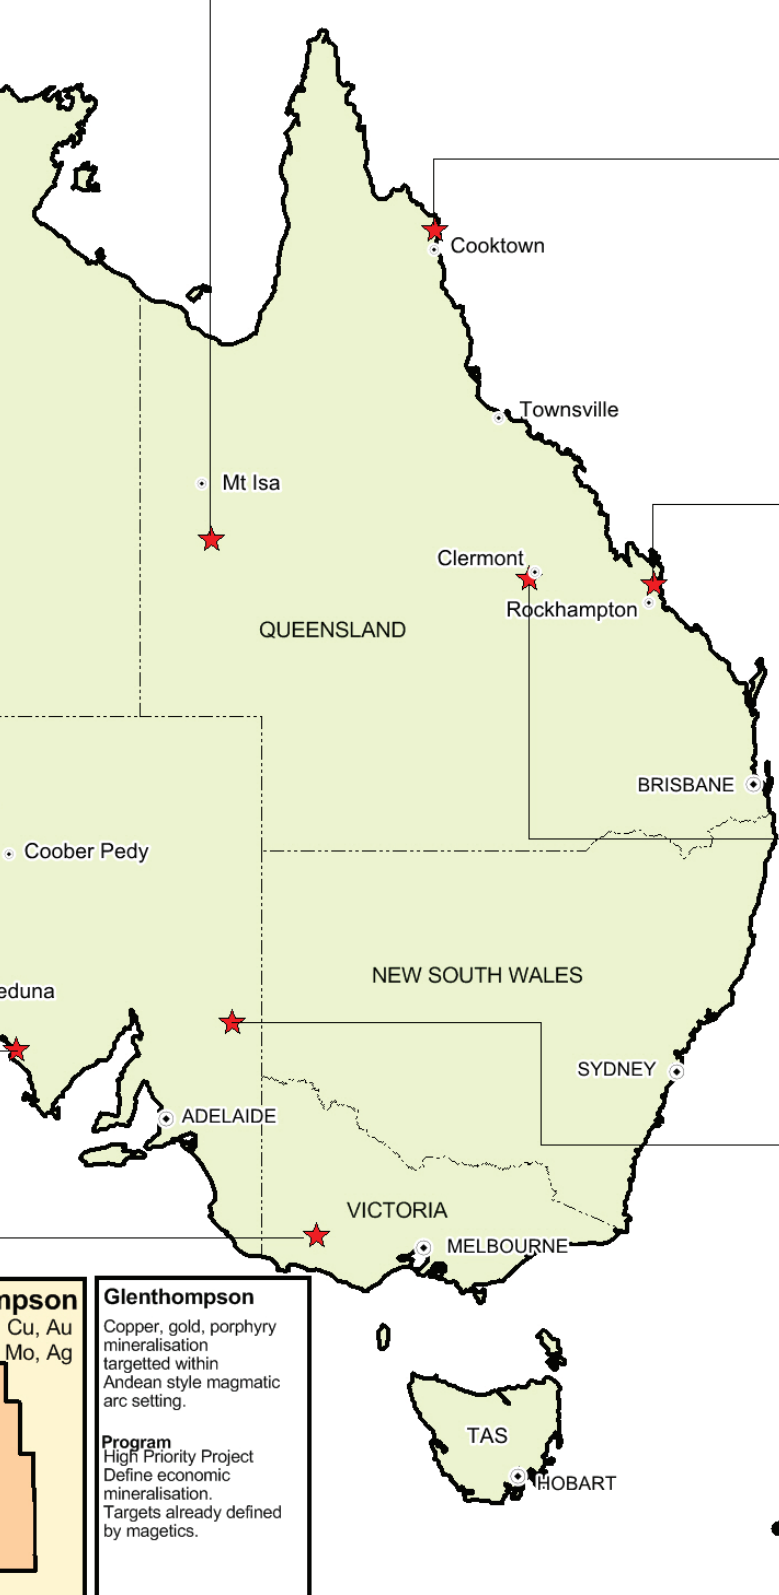 Cooktown
Townsville
Mt Isa
Clermont
Rockhampton
QUEENSLAND
BRISBANE
Coober Pedy
NEW SOUTH WALES
eduna
SYDNEY
ADELAIDE
VICTORIA
MELBOURNE
mpson
Cu, Au
Mo, Ag
Glenthompson
Copper, gold, porphyry
mineralisation
targetted within
Andean style magmatic
arc setting.
Program
High Priority Project
Define economic
mineralisation.
Targets already defined
by magetics.
TAS
HOBART